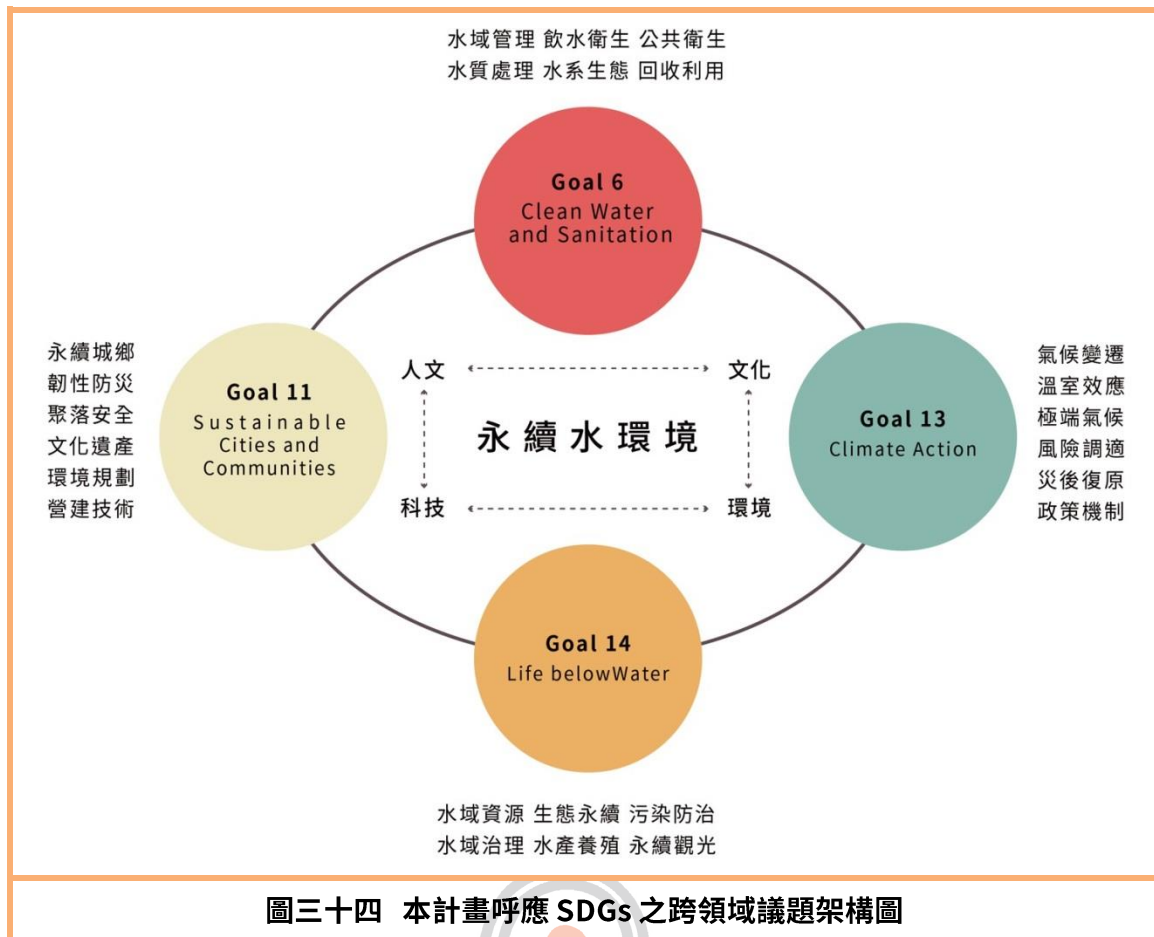 水域管理 飲水衛生 公共衛生
水質處理 水系生態 回收利用
Goal 6
Clean Water
and Sanitation
永續城鄉
韌性防災
聚落安全
文化遺產
環境規劃
營建技術
Goal 11
Sustainable
Cities and
Communities
人文
文化
永續水環境
科技
環境
Goal 13
Climate Action
氣候變遷
溫室效應
極端氣候
風險調適
災後復原
政策機制
Goal 14
Life belowWater
水域資源 生態永續 污染防治
水域治理 水產養殖 永續觀光
圖三十四 本計畫呼應 SDGs 之跨領域議題架構圖